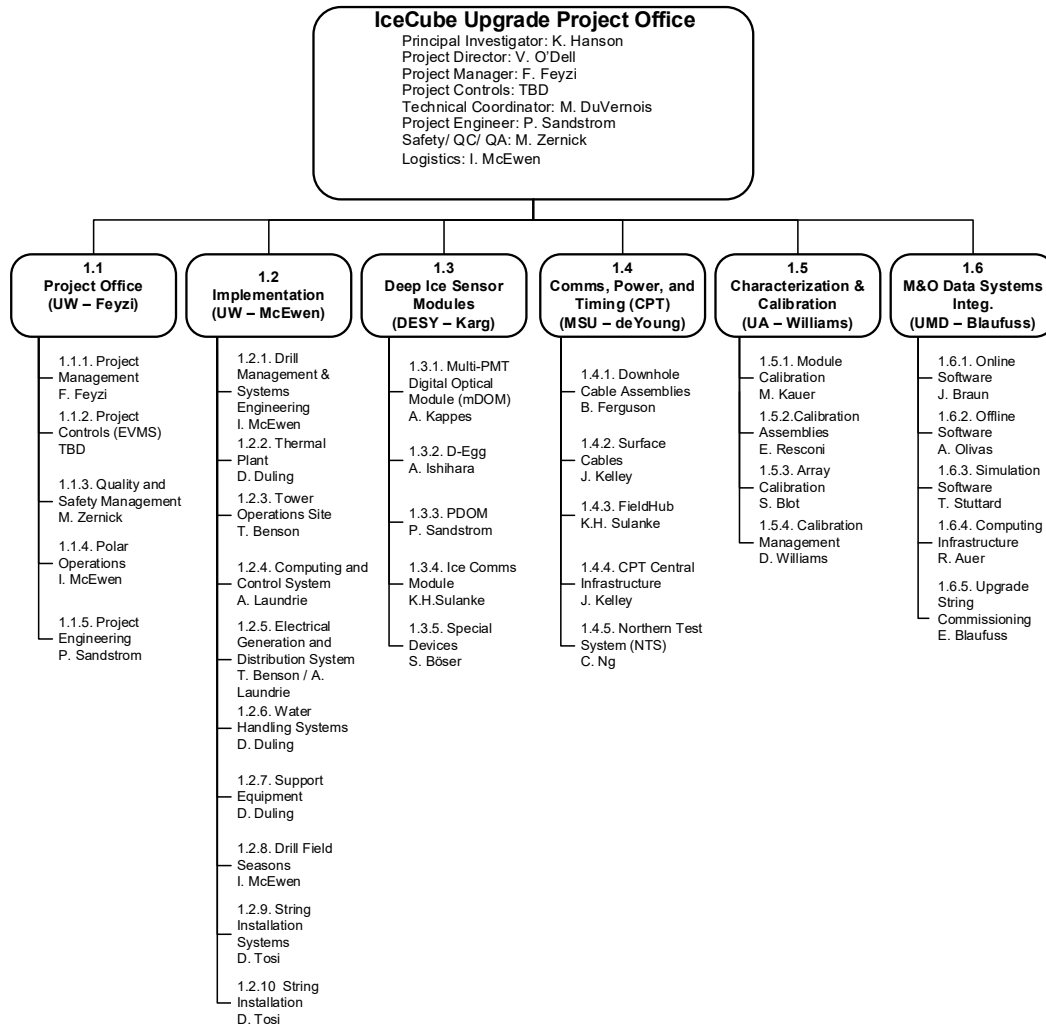 IceCube Upgrade Project Office
Principal Investigator: K. Hanson
Project Director: V. O’Dell
Project Manager: F. Feyzi
Project Controls: TBD
Technical Coordinator: M. DuVernois
Project Engineer: P. Sandstrom
Safety/ QC/ QA: M. Zernick
Logistics: I. McEwen
1.1
Project Office
(UW – Feyzi)
1.1.1. Project
Management
F. Feyzi
1.1.2. Project
Controls (EVMS)
TBD
1.1.3. Quality and
Safety Management
M. Zernick
1.1.4. Polar
Operations
I. McEwen
1.1.5. Project
Engineering
P. Sandstrom
1.2
Implementation
(UW – McEwen)
1.2.1. Drill
Management &
Systems
Engineering
I. McEwen
1.2.2. Thermal
Plant
D. Duling
1.2.3. Tower
Operations Site
T. Benson
1.2.4. Computing and
Control System
A. Laundrie
1.2.5. Electrical
Generation and
Distribution System
T. Benson / A.
Laundrie
1.2.6. Water
Handling Systems
D. Duling
1.2.7. Support
Equipment
D. Duling
1.2.8. Drill Field
Seasons
I. McEwen
1.2.9. String
Installation
Systems
D. Tosi
1.2.10 String
Installation
D. Tosi
1.3
Deep Ice Sensor
Modules
(DESY – Karg)
1.3.1. Multi-PMT
Digital Optical
Module (mDOM)
A. Kappes
1.3.2. D-Egg
A. Ishihara
1.3.3. PDOM
P. Sandstrom
1.3.4. Ice Comms
Module
K.H.Sulanke
1.3.5. Special
Devices
S. Böser
1.4
Comms, Power, and
Timing (CPT)
(MSU – deYoung)
1.4.1. Downhole
Cable Assemblies
B. Ferguson
1.4.2. Surface
Cables
J. Kelley
1.4.3. FieldHub
K.H. Sulanke
1.4.4. CPT Central
Infrastructure
J. Kelley
1.4.5. Northern Test
System (NTS)
C. Ng
1.5
Characterization &
Calibration
(UA – Williams)
1.5.1. Module
Calibration
M. Kauer
1.5.2.Calibration
Assemblies
E. Resconi
1.5.3. Array
Calibration
S. Blot
1.5.4. Calibration
Management
D. Williams
1.6
M&O Data Systems
Integ.
(UMD – Blaufuss)
1.6.1. Online
Software
J. Braun
1.6.2. Offline
Software
A. Olivas
1.6.3. Simulation
Software
T. Stuttard
1.6.4. Computing
Infrastructure
R. Auer
1.6.5. Upgrade
String
Commissioning
E. Blaufuss